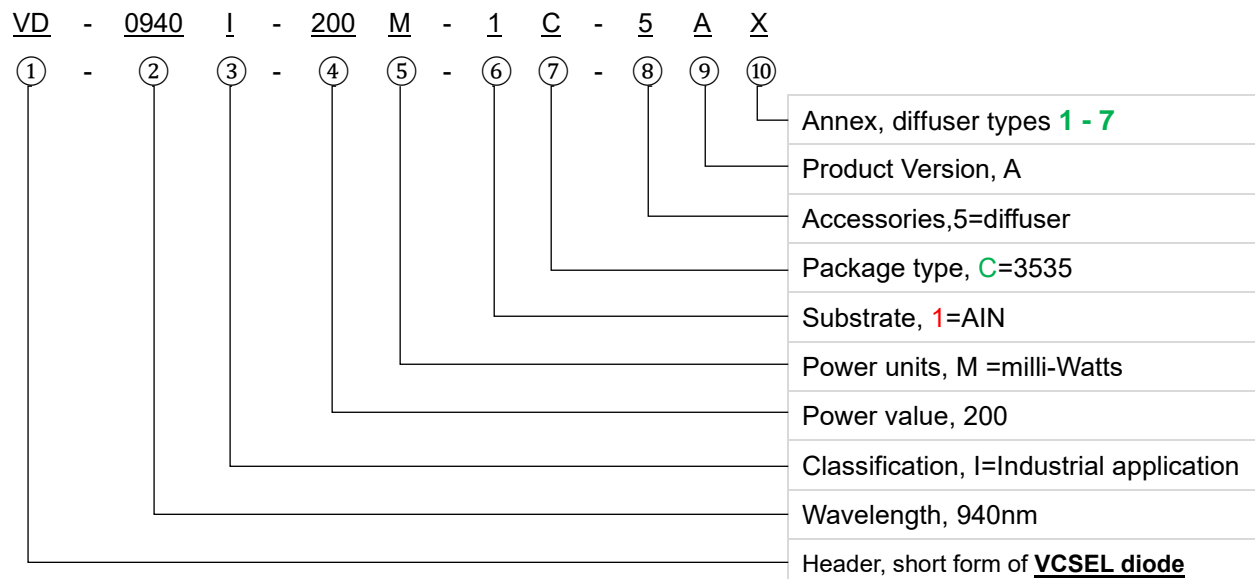 VD - 0940 I - 200 M - 1 C - 5 A X
① - ② ③ - ④ ⑤ - ⑥ ⑦ - ⑧ ⑨ ⑩
Annex, diffuser types 1 - 7
Product Version, A
Accessories,5=diffuser
Package type, C=3535
Substrate, 1=AIN
Power units, M =milli-Watts
Power value, 200
Classification, I=Industrial application
Wavelength, 940nm
Header, short form of VCSEL diode